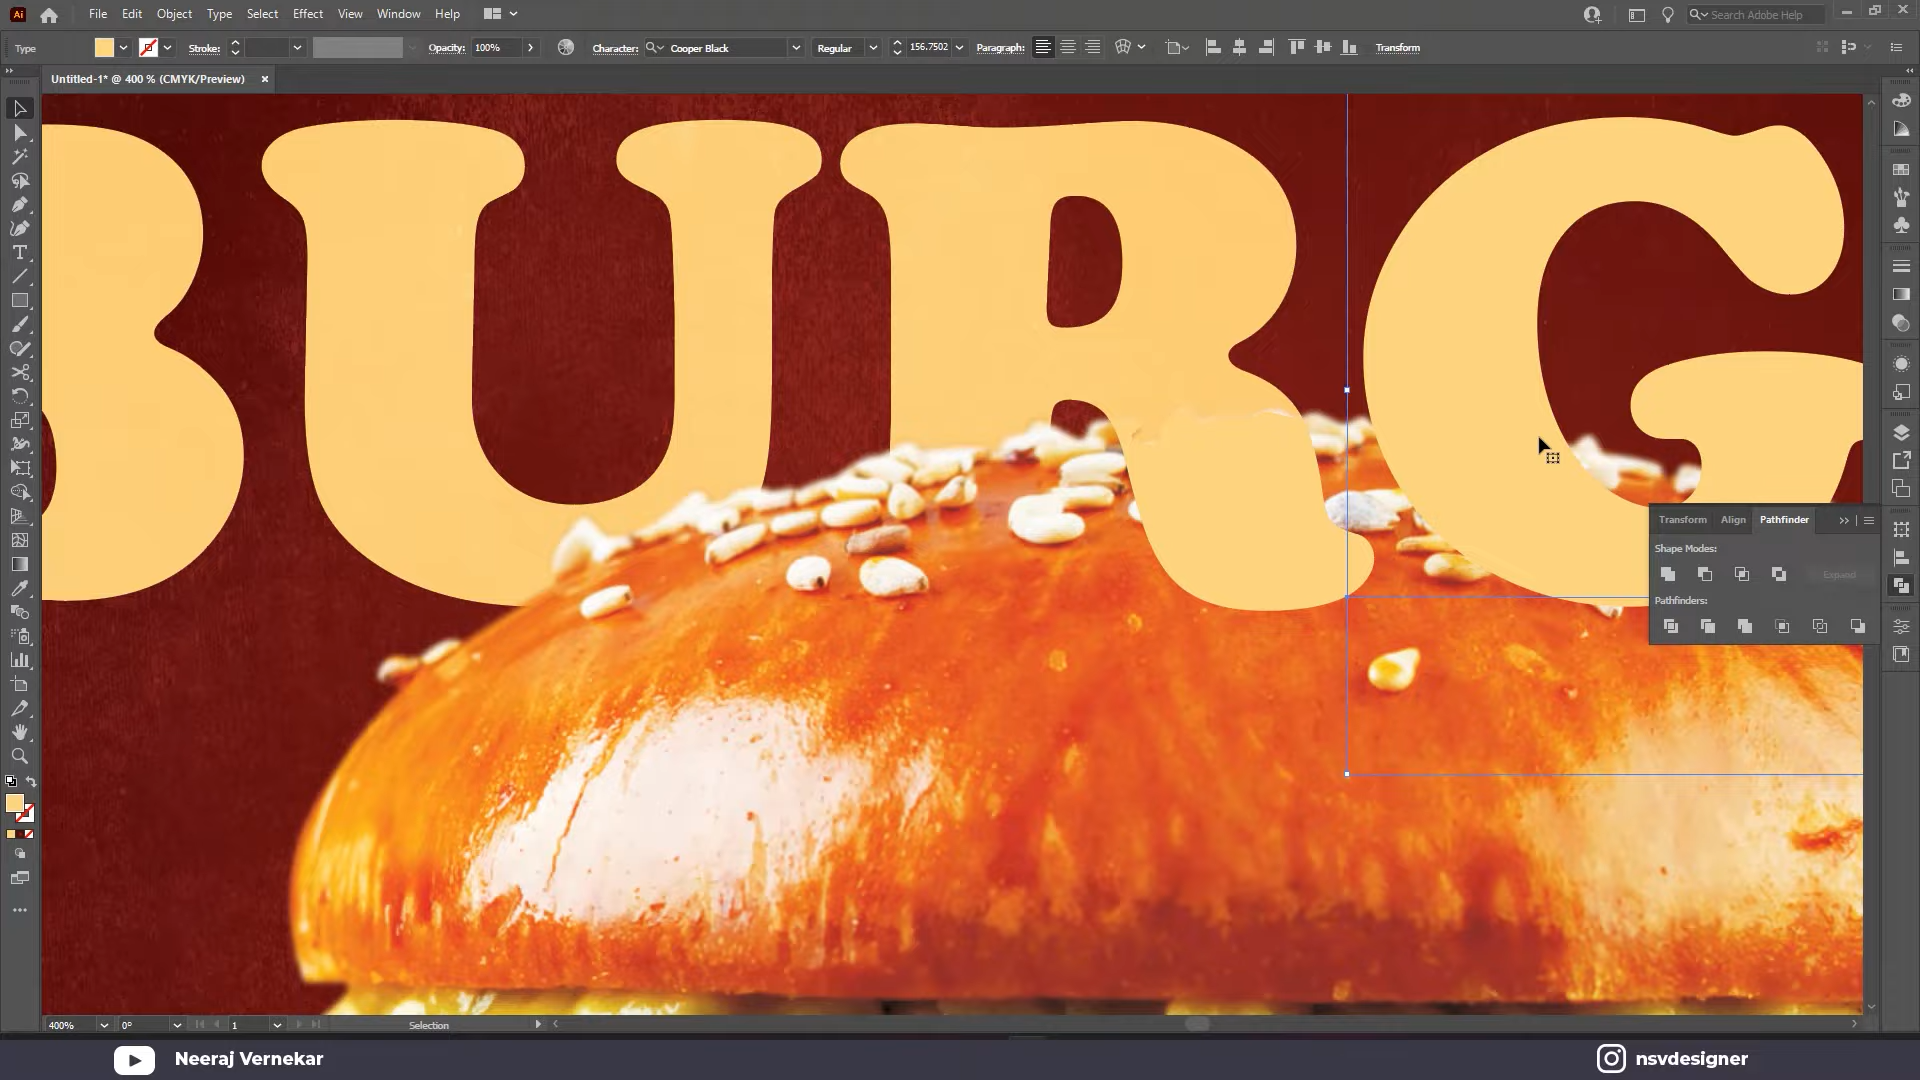 Ai File Edit Object Type Select Effect View Window Help Search Adobe Help
Type Stroke: Opacity: 100% Character: Cooper Black Regular 156.7502 Paragraph: Transform
Untitled-1* @ 400 % (CMYK/Preview)
BURG
Transform Align Pathfinder
Shape Modes:
Expand
Pathfinders:
400% 0° 1 Selection
Neeraj Vernekar nsvdesigner